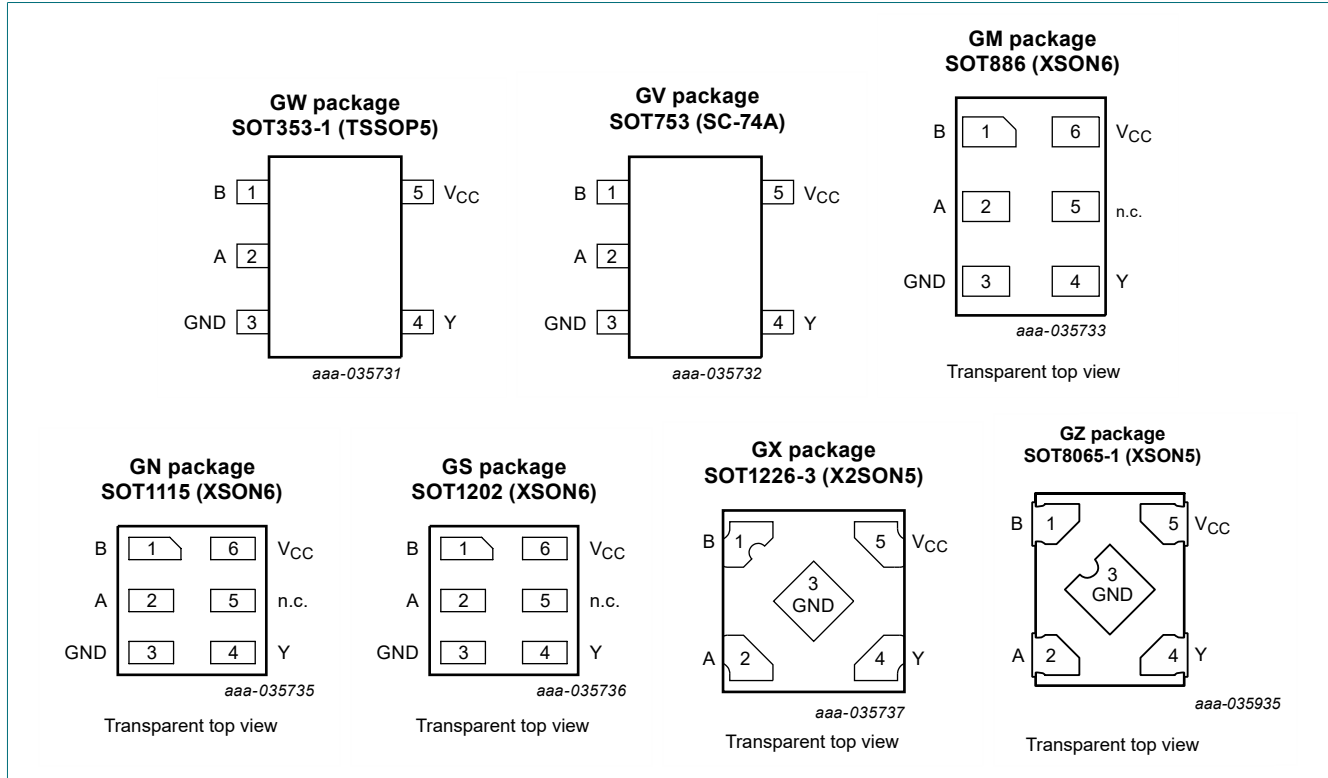 GW package
SOT353-1 (TSSOP5)
B 1
5 VCC
A 2
GND 3
4 Y
aaa-035731
GV package
SOT753 (SC-74A)
B 1
5 VCC
A 2
GND 3
4 Y
aaa-035732
GM package
SOT886 (XSON6)
B 1 6 VCC
A 2 5 n.c.
GND 3 4 Y
aaa-035733
Transparent top view
GN package
SOT1115 (XSON6)
B 1 6 VCC
A 2 5 n.c.
GND 3 4 Y
aaa-035735
Transparent top view
GS package
SOT1202 (XSON6)
B 1 6 VCC
A 2 5 n.c.
GND 3 4 Y
aaa-035736
Transparent top view
GX package
SOT1226-3 (X2SON5)
B 1 5 VCC
3
GND
A 2 4 Y
aaa-035737
Transparent top view
GZ package
SOT8065-1 (XSON5)
B 1 5 VCC
3
GND
A 2 4 Y
aaa-035935
Transparent top view